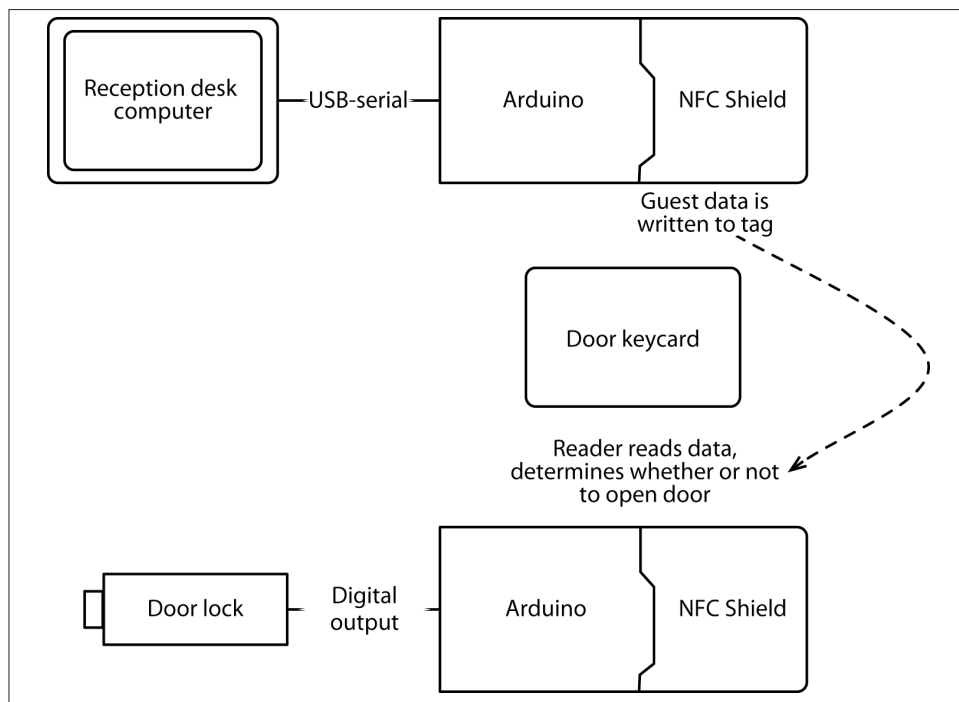 Reception desk
computer
USB-serial
Arduino
NFC Shield
Guest data is
written to tag
Door keycard
Reader reads data,
determines whether or not
to open door
Door lock
Digital
output
Arduino
NFC Shield